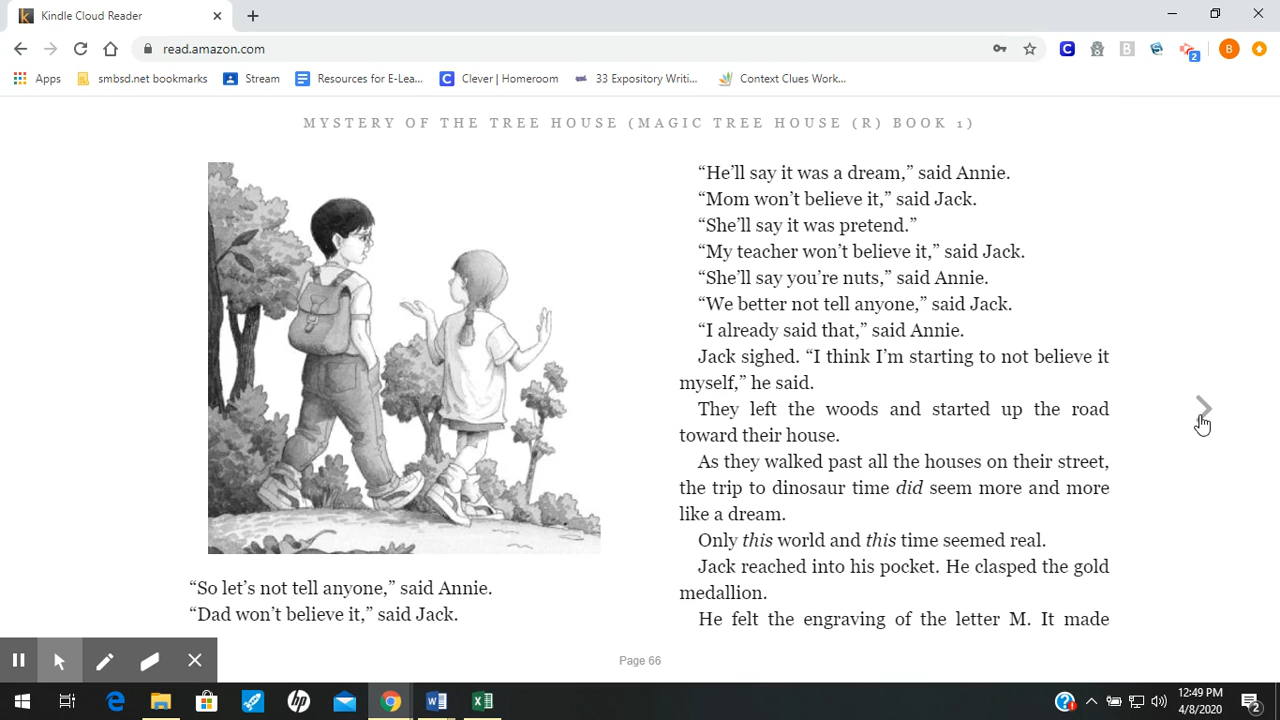 Kindle Cloud Reader
read.amazon.com
Apps
smbsd.net bookmarks
Stream
Resources for E-Lea...
Clever | Homeroom
33 Expository Writi...
Context Clues Work...
MYSTERY OF THE TREE HOUSE (MAGIC TREE HOUSE (R) BOOK 1)
“So let’s not tell anyone,” said Annie.
“Dad won’t believe it,” said Jack.
“He’ll say it was a dream,” said Annie.
“Mom won’t believe it,” said Jack.
“She’ll say it was pretend.”
“My teacher won’t believe it,” said Jack.
“She’ll say you’re nuts,” said Annie.
“We better not tell anyone,” said Jack.
“I already said that,” said Annie.
Jack sighed. “I think I’m starting to not believe it
myself,” he said.
They left the woods and started up the road
toward their house.
As they walked past all the houses on their street,
the trip to dinosaur time did seem more and more
like a dream.
Only this world and this time seemed real.
Jack reached into his pocket. He clasped the gold
medallion.
He felt the engraving of the letter M. It made
Page 66
12:49 PM
4/8/2020
2